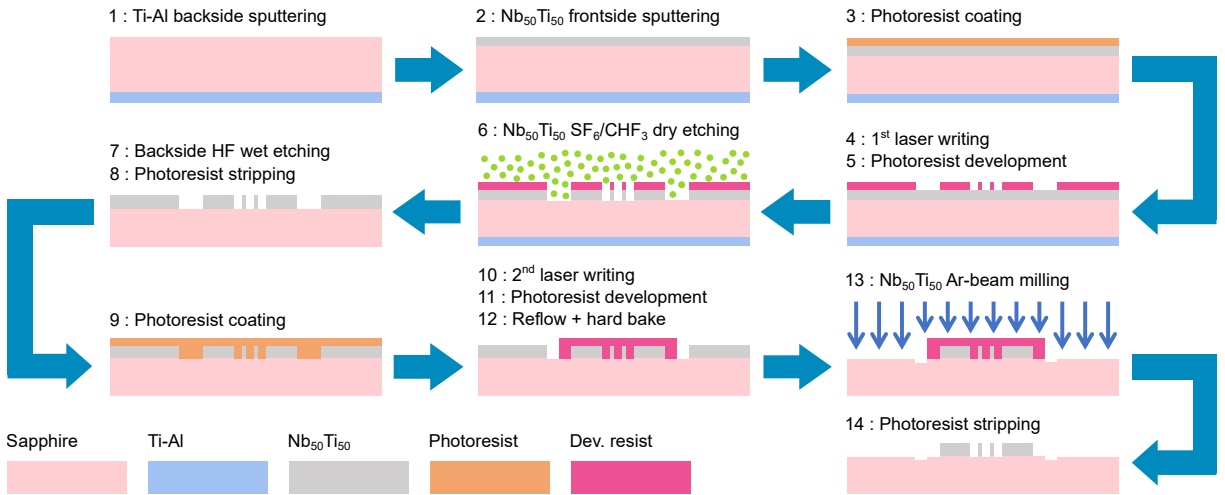 1 : Ti-Al backside sputtering
2 : Nb₅₀Ti₅₀ frontside sputtering
3 : Photoresist coating
4 : 1ˢᵗ laser writing
5 : Photoresist development
6 : Nb₅₀Ti₅₀ SF₆/CHF₃ dry etching
7 : Backside HF wet etching
8 : Photoresist stripping
9 : Photoresist coating
10 : 2ⁿᵈ laser writing
11 : Photoresist development
12 : Reflow + hard bake
13 : Nb₅₀Ti₅₀ Ar-beam milling
14 : Photoresist stripping
Sapphire
Ti-Al
Nb₅₀Ti₅₀
Photoresist
Dev. resist